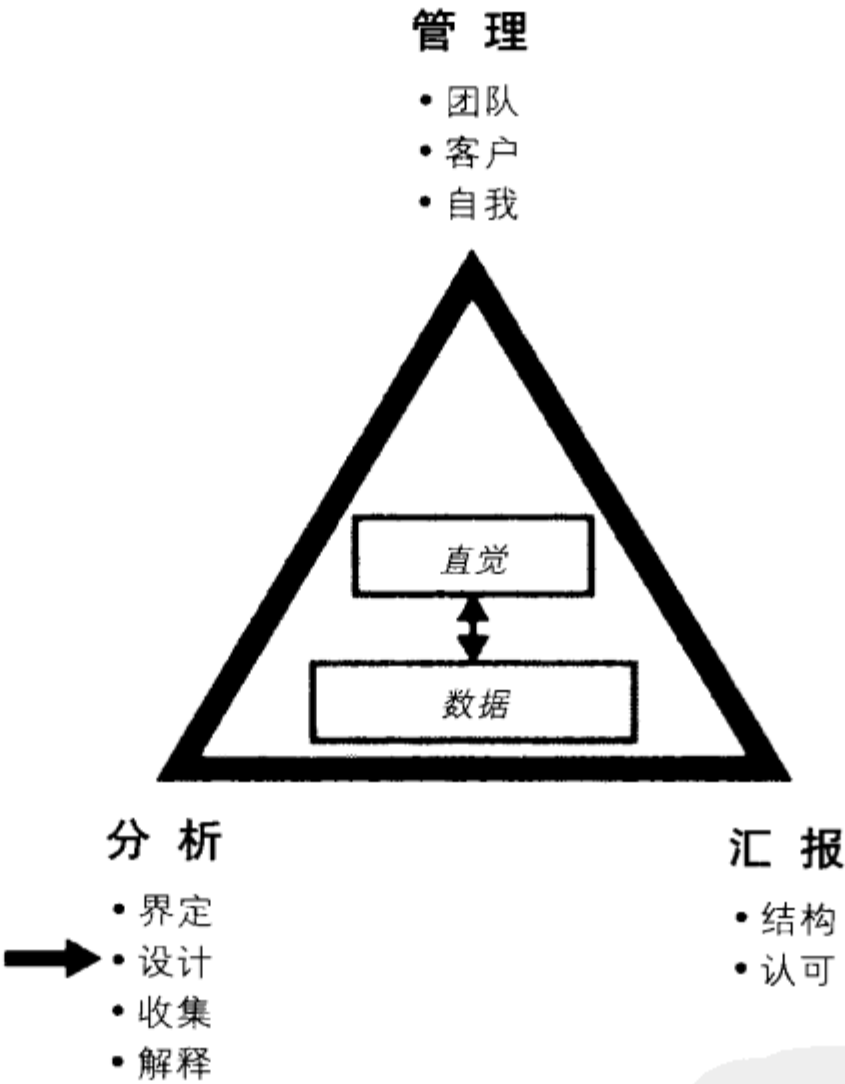 管 理
• 团队
• 客户
• 自我
直觉
数据
分 析
• 界定
• 设计
• 收集
• 解释
汇 报
• 结构
• 认可